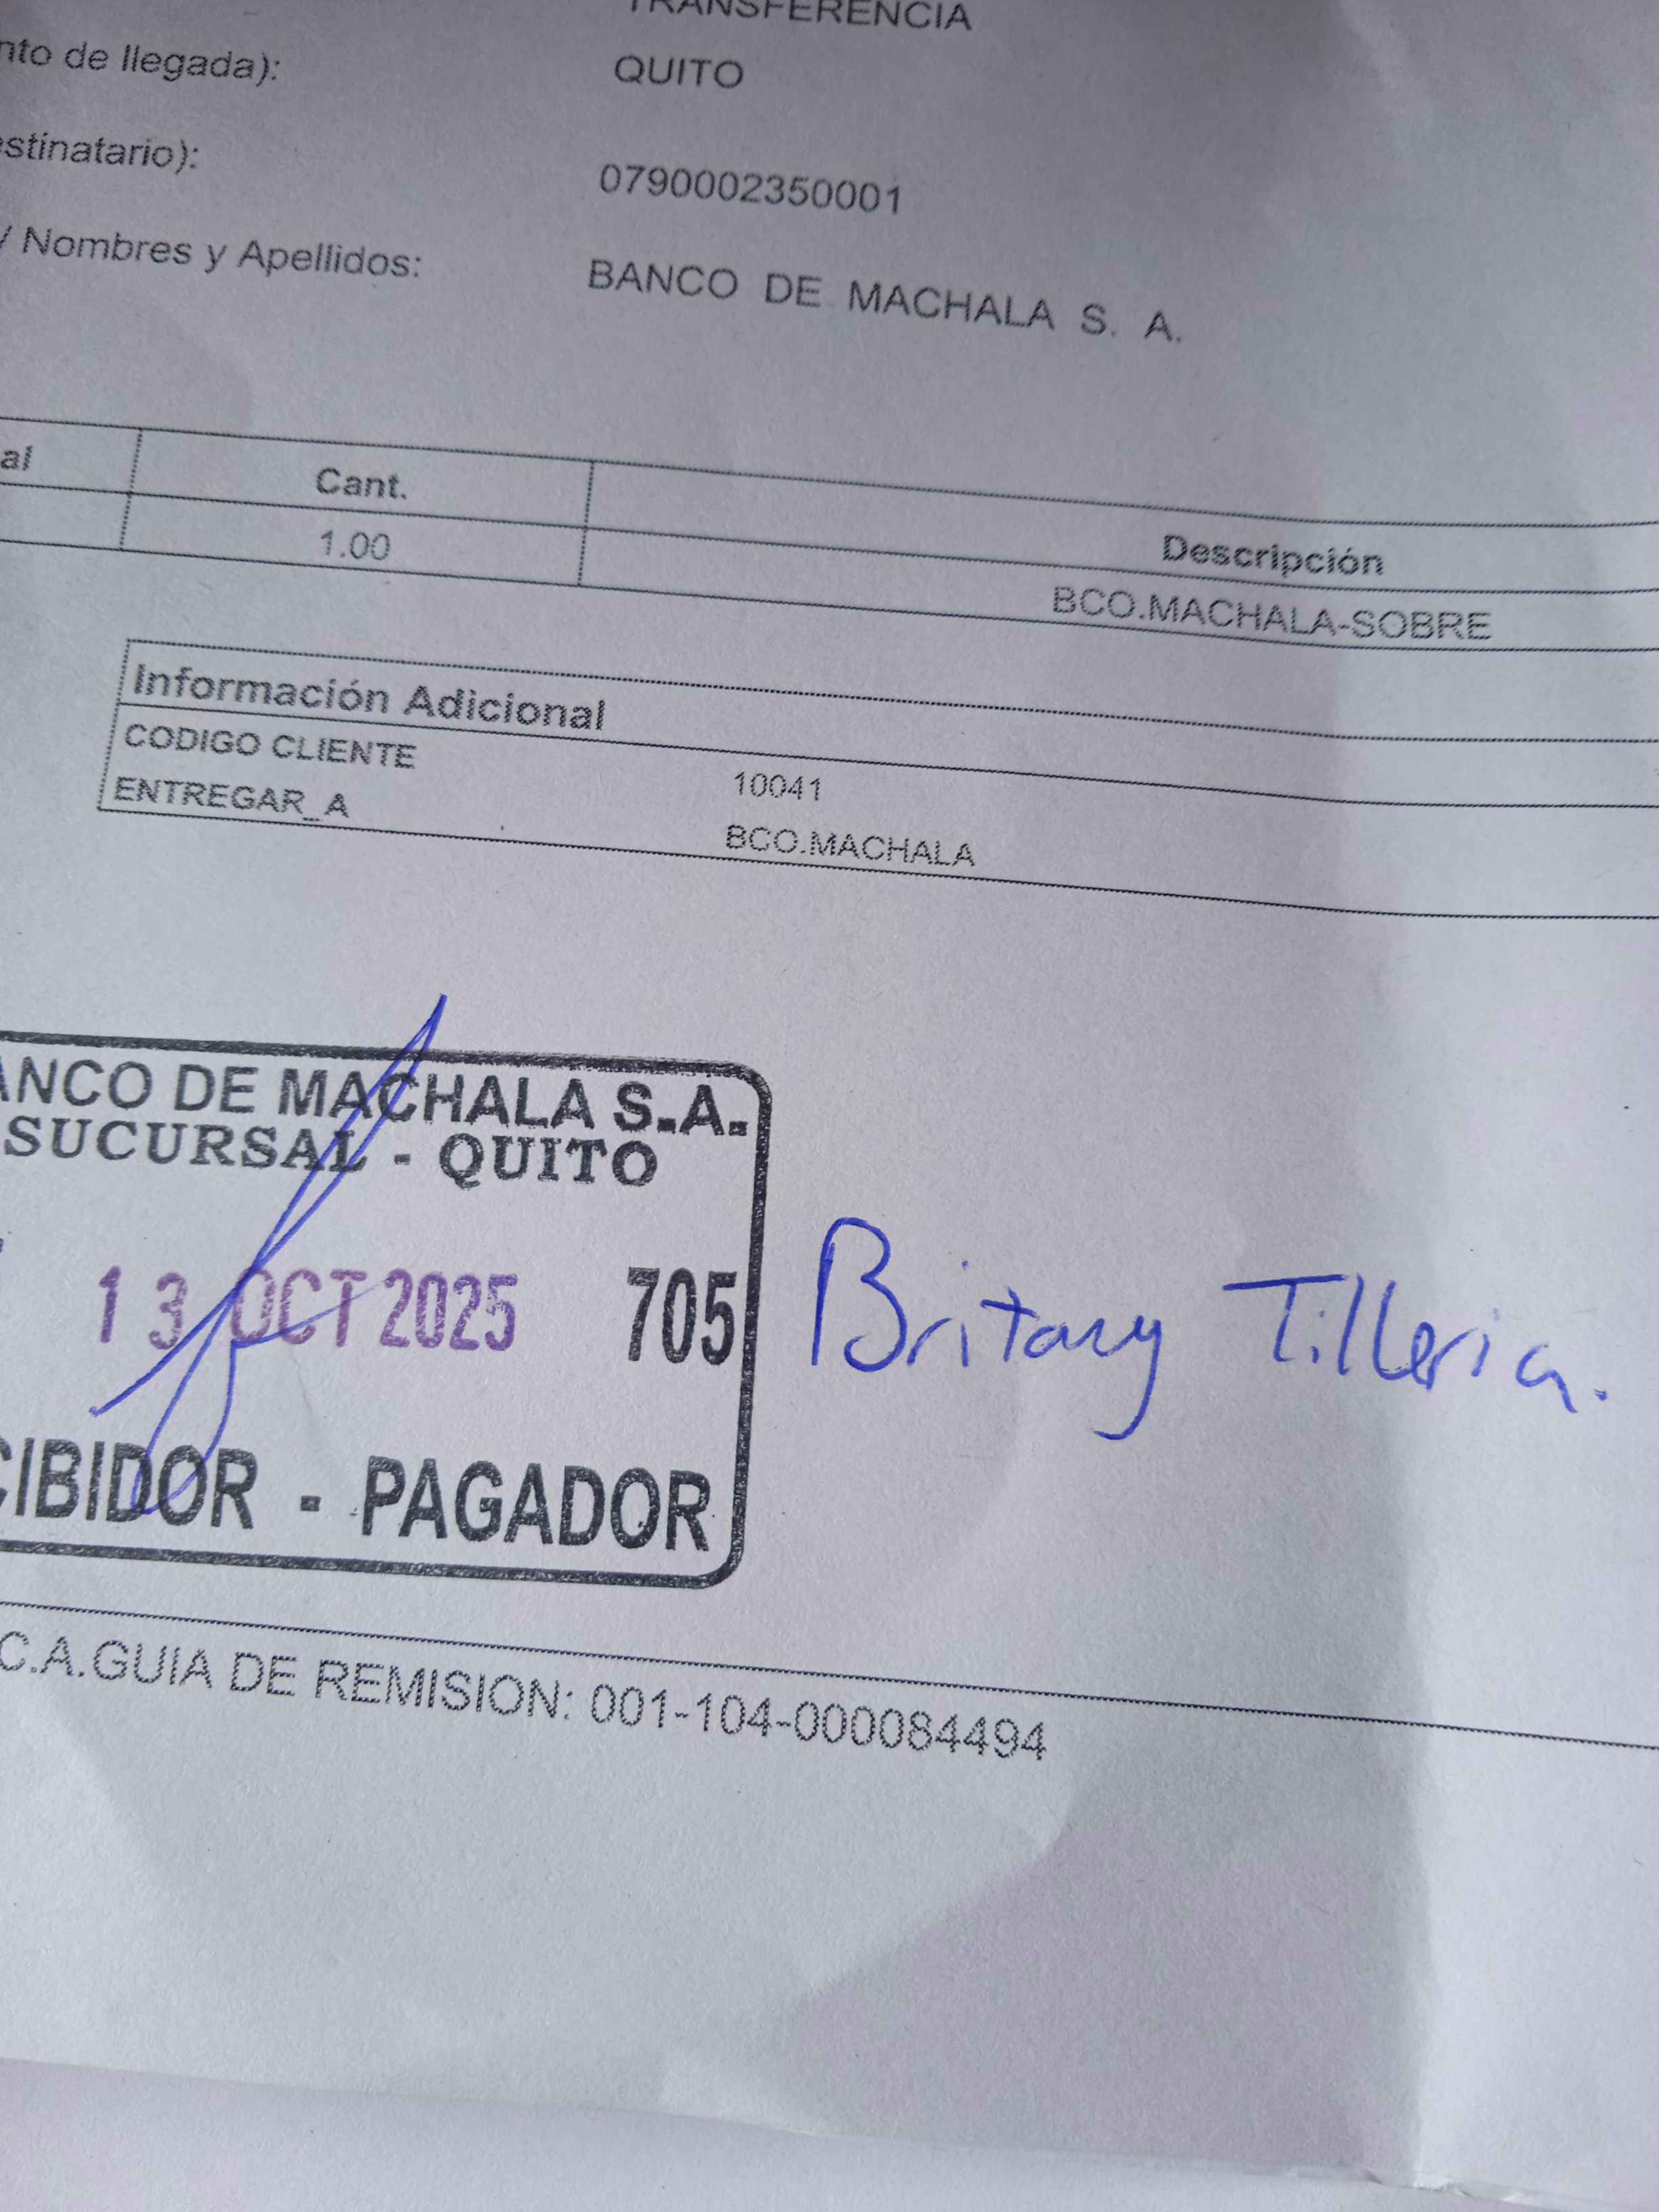 TRANSFERENCIA
nto de llegada): QUITO
stinatario): 0790002350001
/ Nombres y Apellidos: BANCO DE MACHALA S. A.
al Cant. Descripción
1.00 BCO.MACHALA-SOBRE
Información Adicional
CODIGO CLIENTE 10041
ENTREGAR_A BCO.MACHALA
ANCO DE MACHALA S.A.
SUCURSAL - QUITO
13 OCT 2025 705
Britany Tilleria.
CIBIDOR - PAGADOR
C.A.GUIA DE REMISION: 001-104-000084494